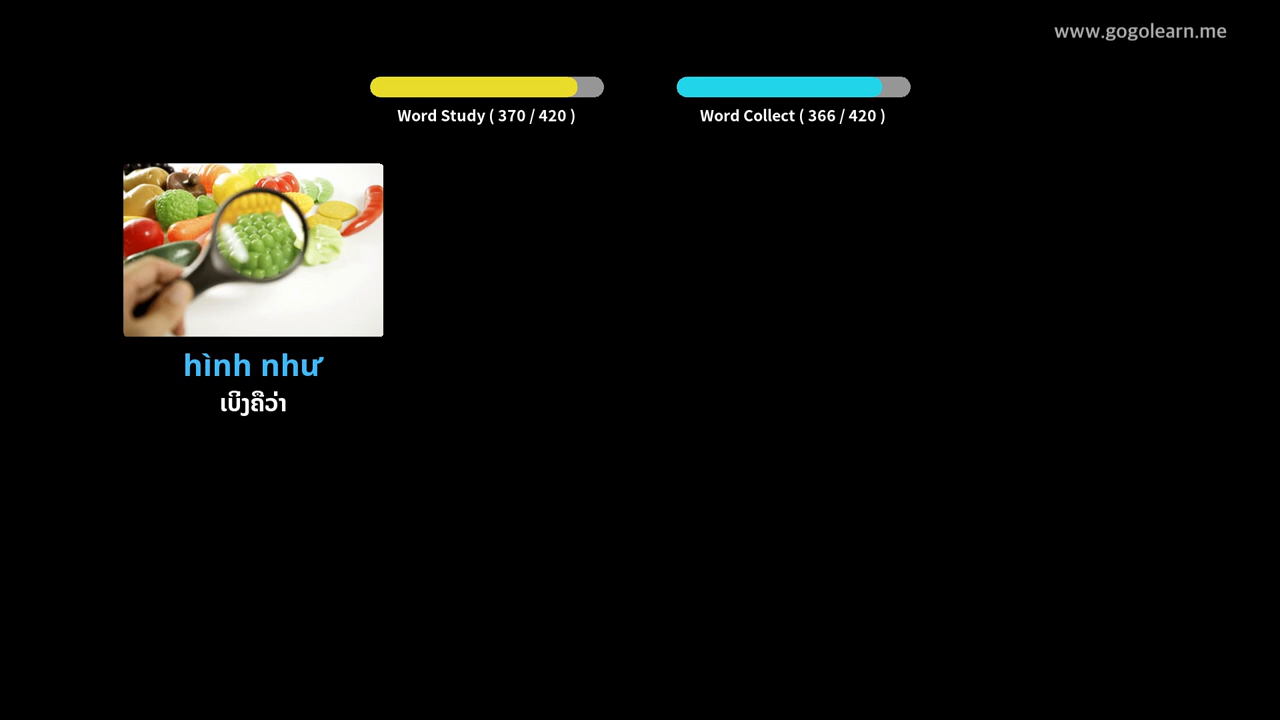 www.gogolearn.me
Word Study ( 370 / 420 )
Word Collect ( 366 / 420 )
hình như
ເບິງຄືວ່າ